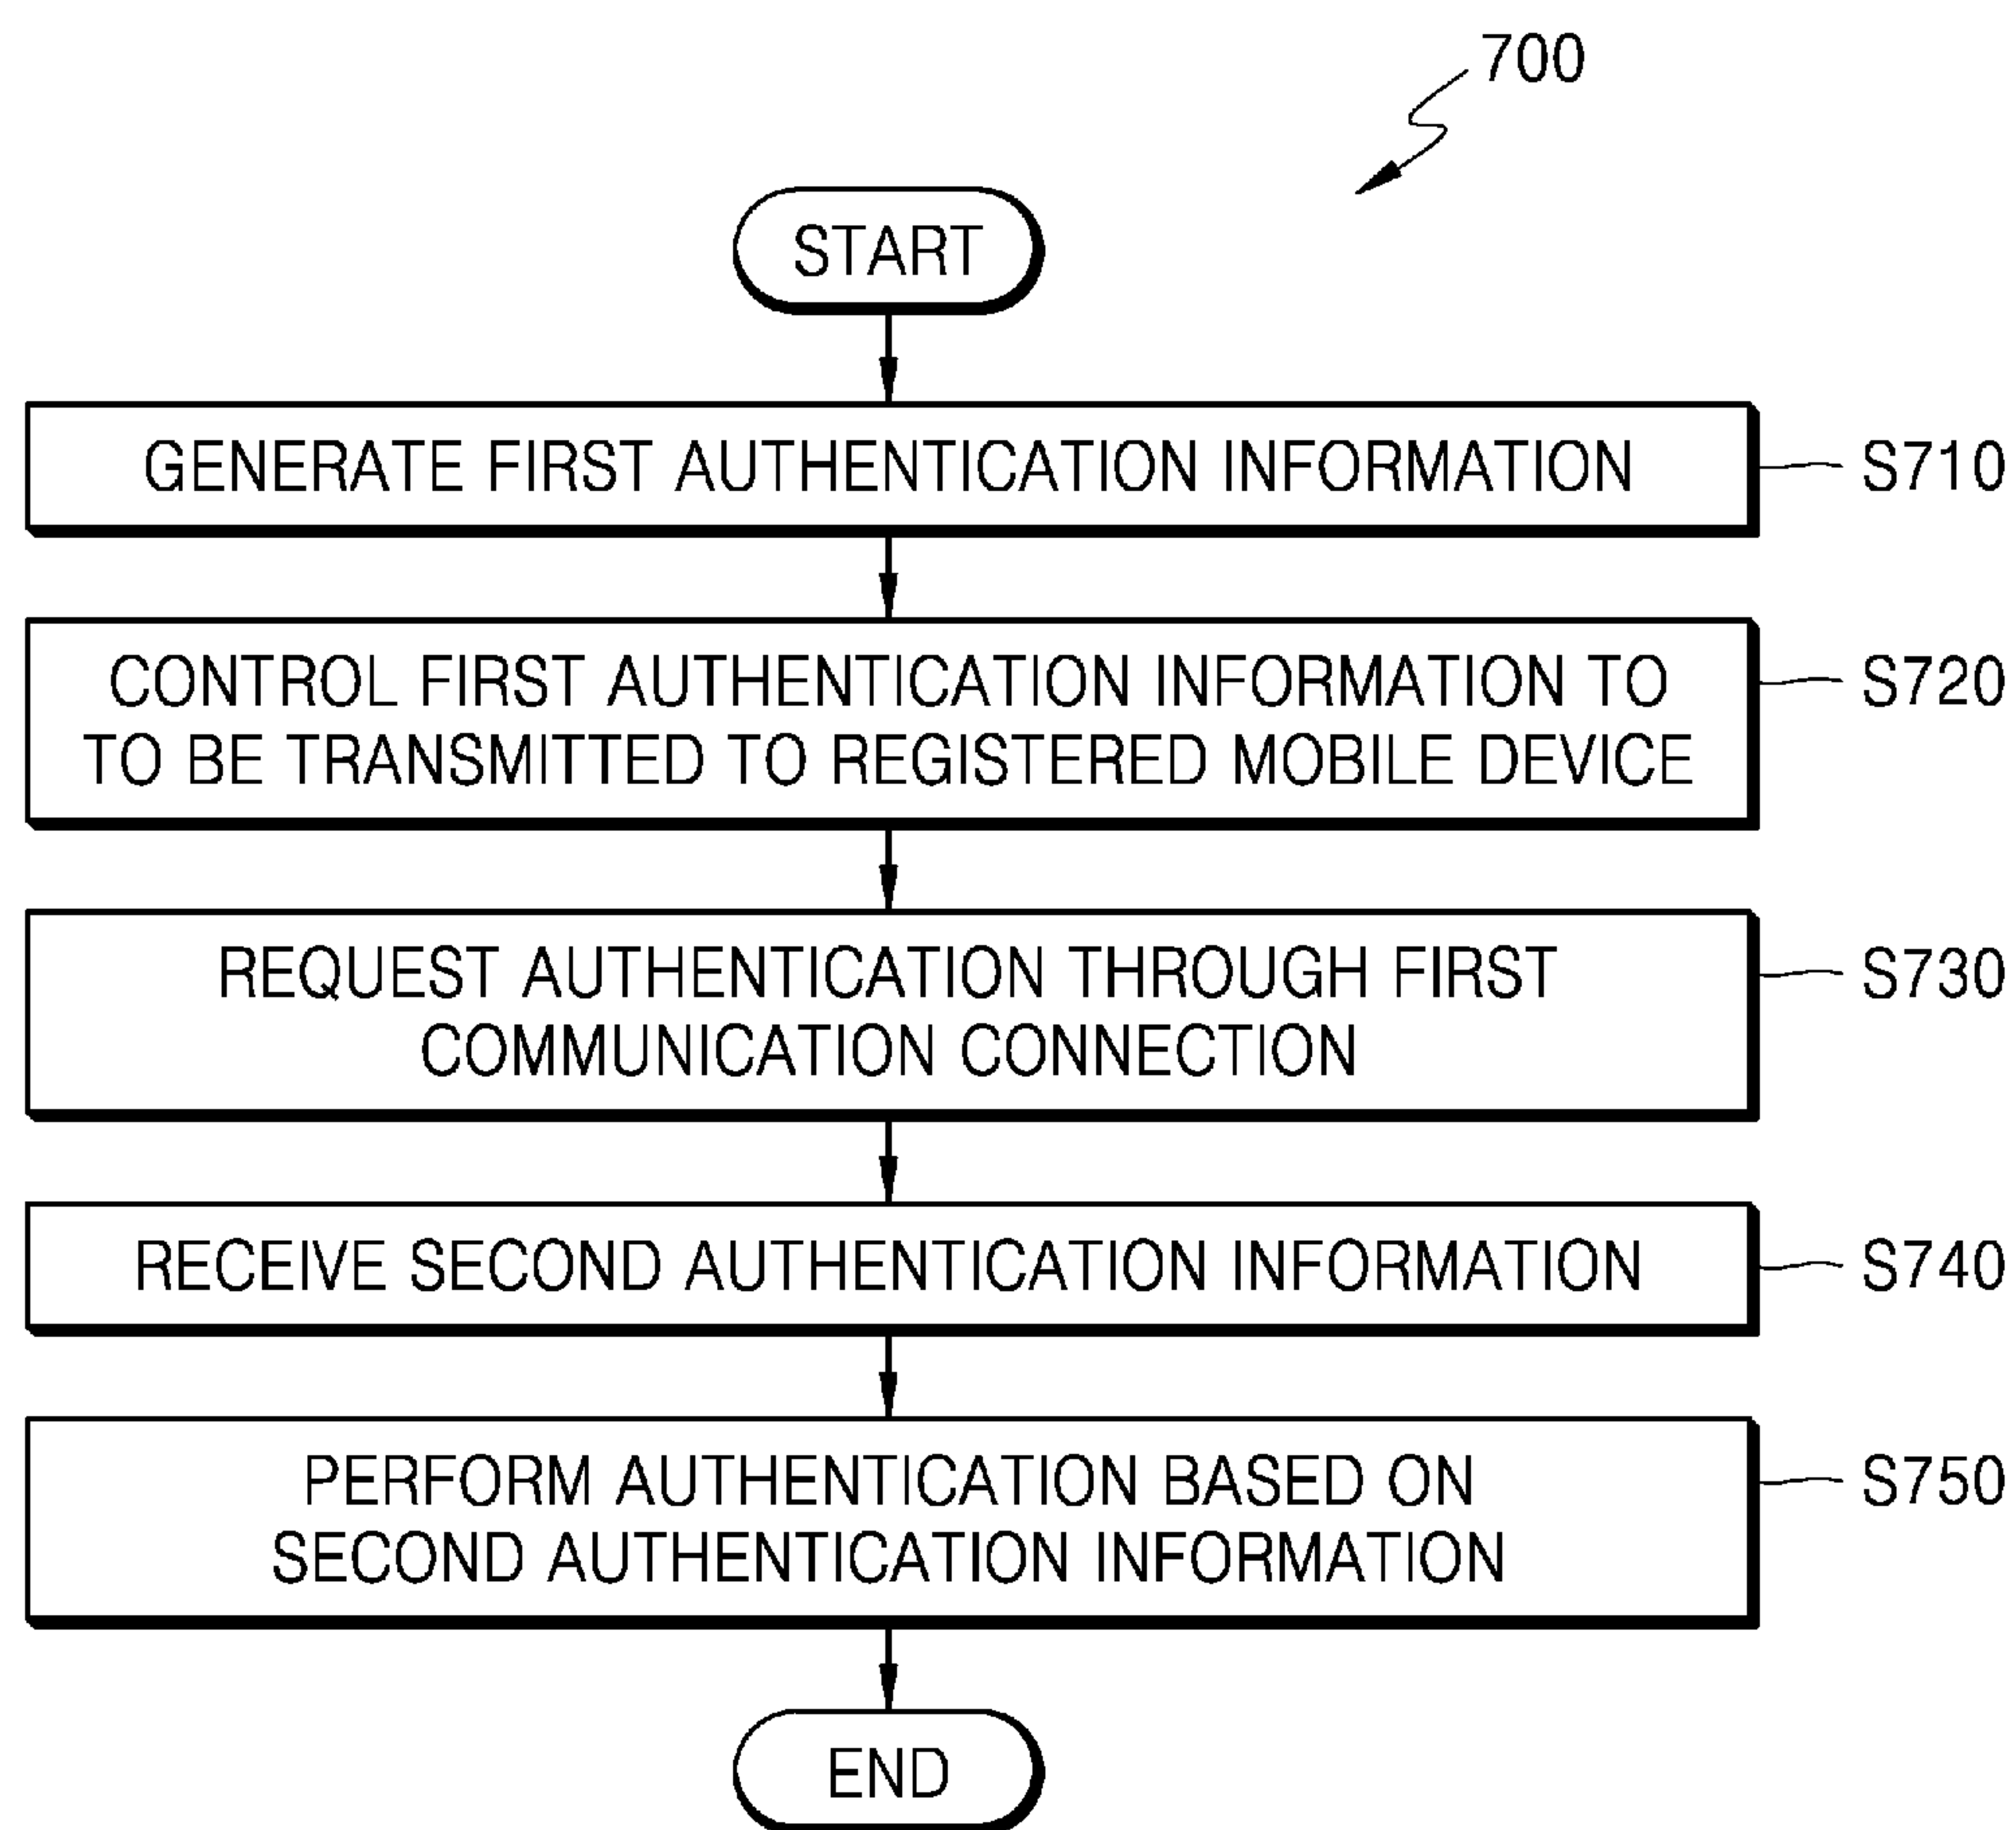 700
START
GENERATE FIRST AUTHENTICATION INFORMATION
S710
CONTROL FIRST AUTHENTICATION INFORMATION TO
TO BE TRANSMITTED TO REGISTERED MOBILE DEVICE
S720
REQUEST AUTHENTICATION THROUGH FIRST
COMMUNICATION CONNECTION
S730
RECEIVE SECOND AUTHENTICATION INFORMATION
S740
PERFORM AUTHENTICATION BASED ON
SECOND AUTHENTICATION INFORMATION
S750
END